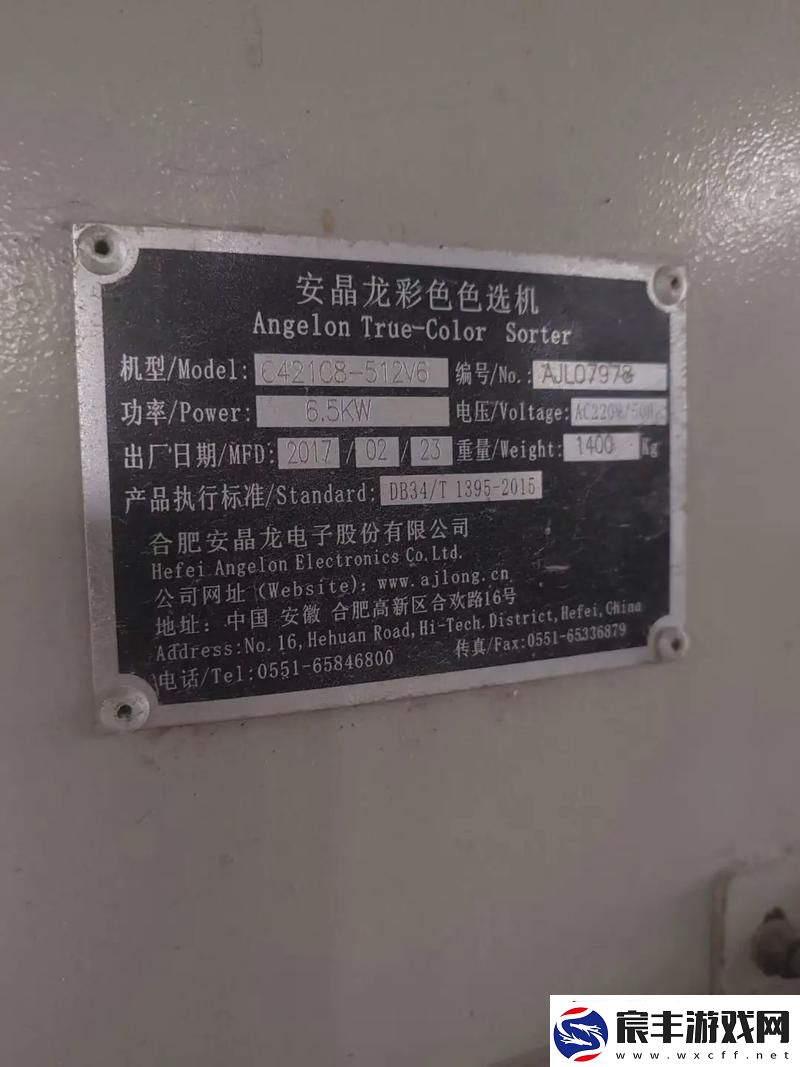 安晶龙彩色色选机
Angelon True-Color Sorter
机型/Model: C421C8-512V6 编号/No.: AJL07978
功率/Power: 6.5KW 电压/Voltage: AC220V/50Hz
出厂日期/MFD: 2017 / 02 / 23 重量/Weight: 1400 Kg
产品执行标准/Standard: DB34/T 1395-2015
合肥安晶龙电子股份有限公司
Hefei Angelon Electronics Co.Ltd.
公司网址(Website): www.ajlong.cn
地址: 中国 安徽 合肥高新区合欢路16号
Address:No.16,Hehuan Road,Hi-Tech.District,Hefei,China
电话/Tel:0551-65846800 传真/Fax:0551-65336879
宸丰游戏网
www.wxcff.net